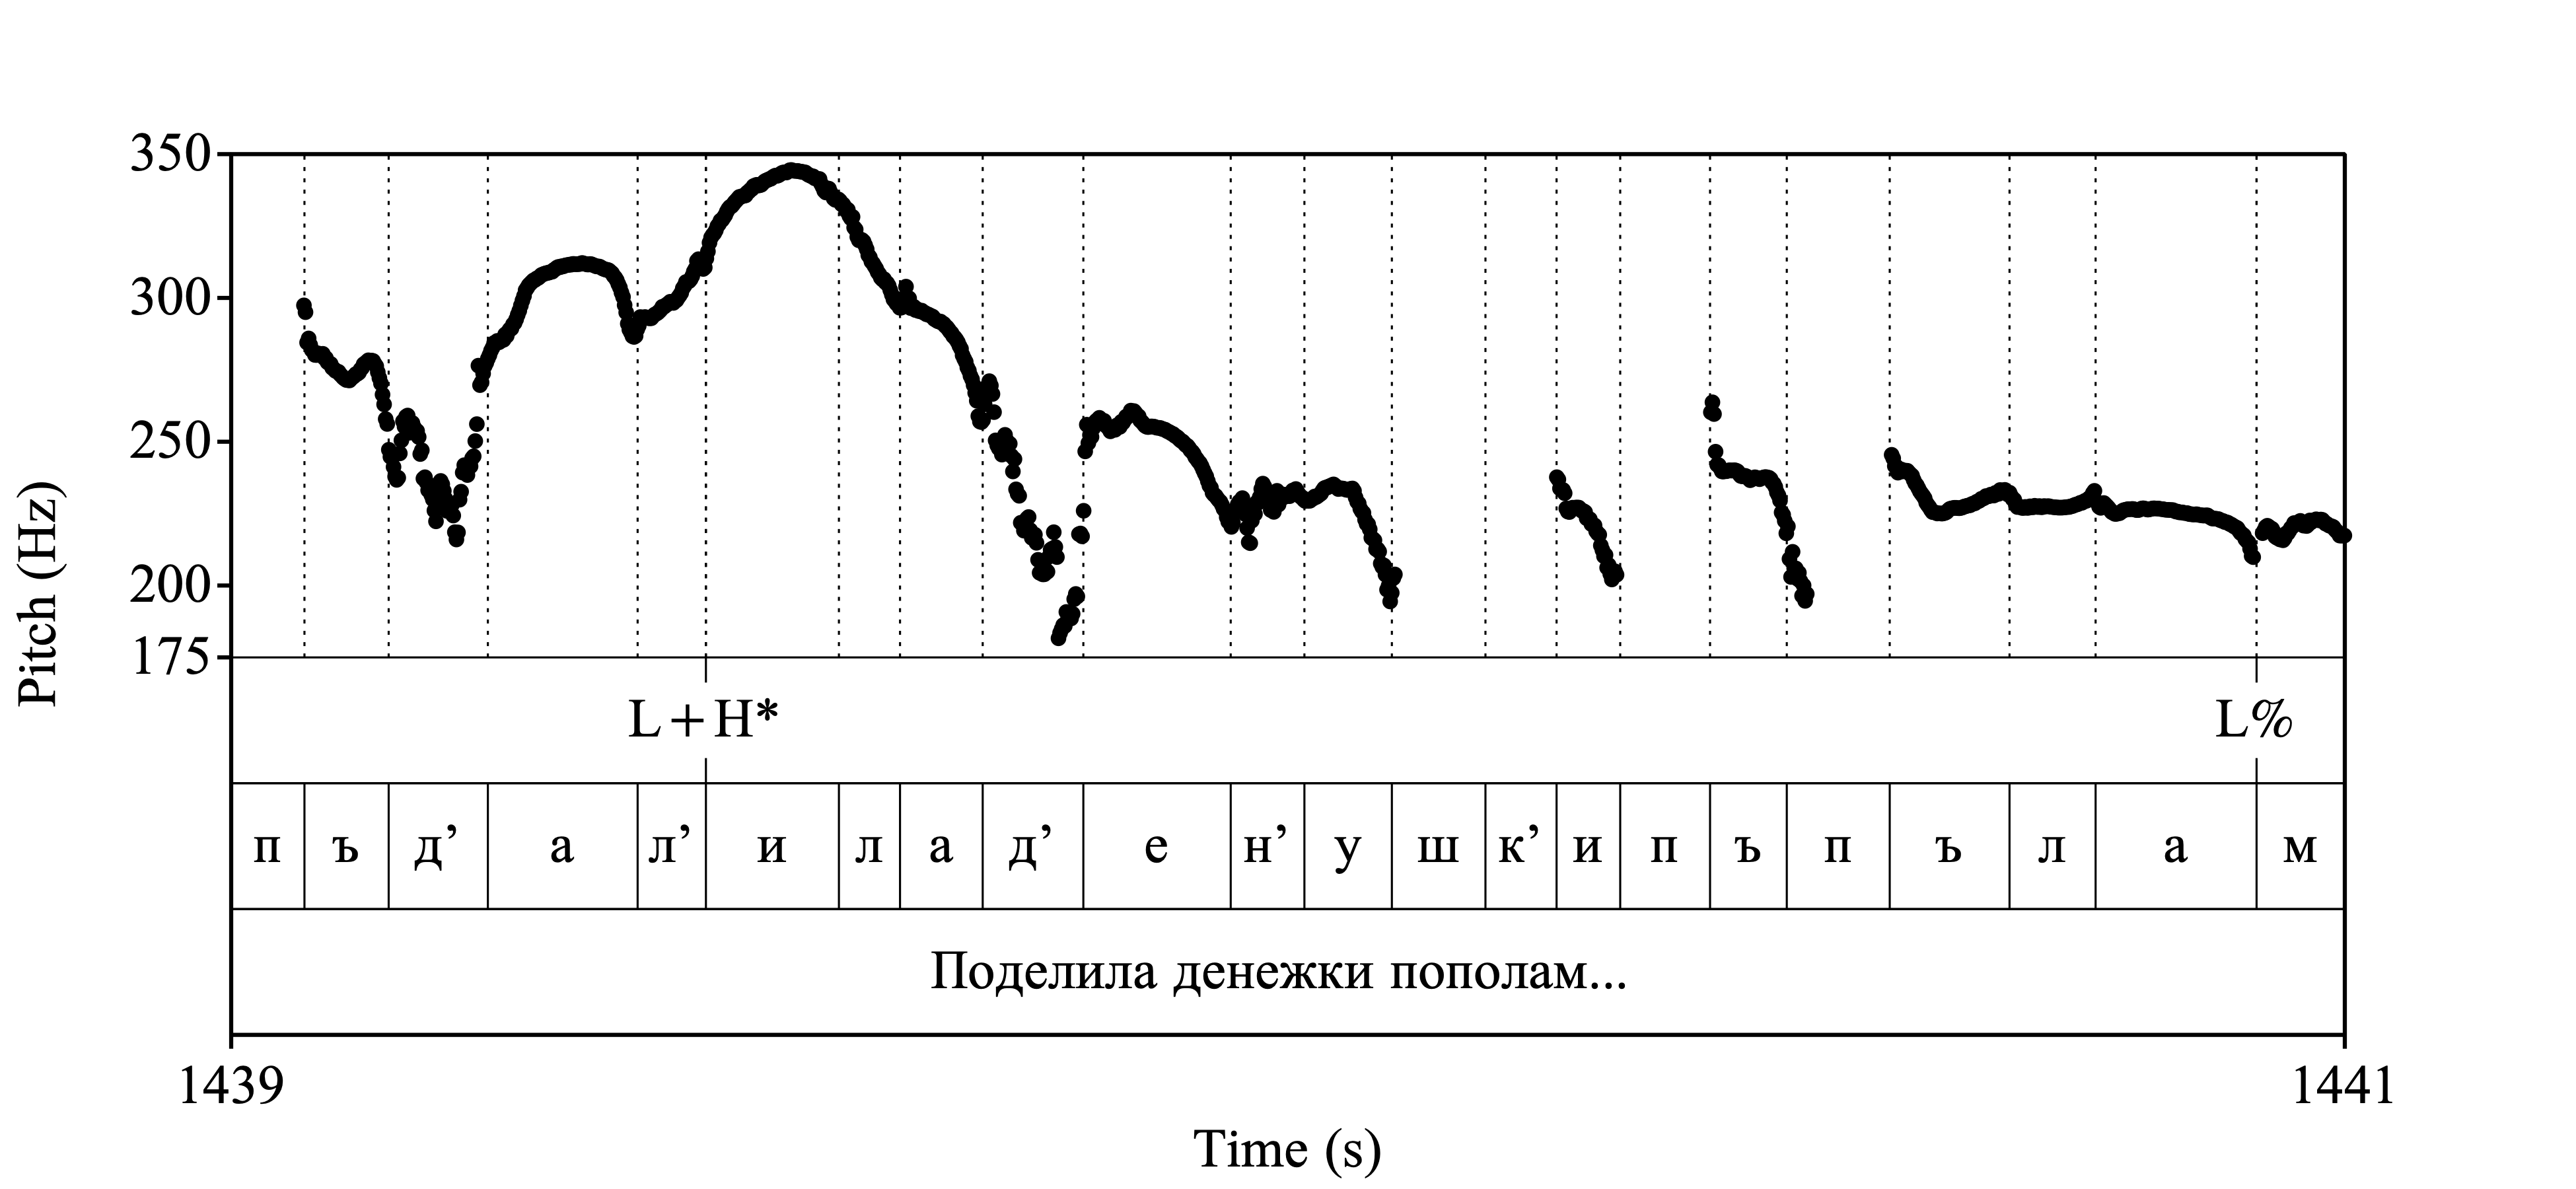 Pitch (Hz)
350
300
250
200
175
L+H* L%
п ъ д’ а л’ и л а д’ е н’ у ш к’ и п ъ п ъ л а м
Поделила денежки пополам...
1439 1441
Time (s)